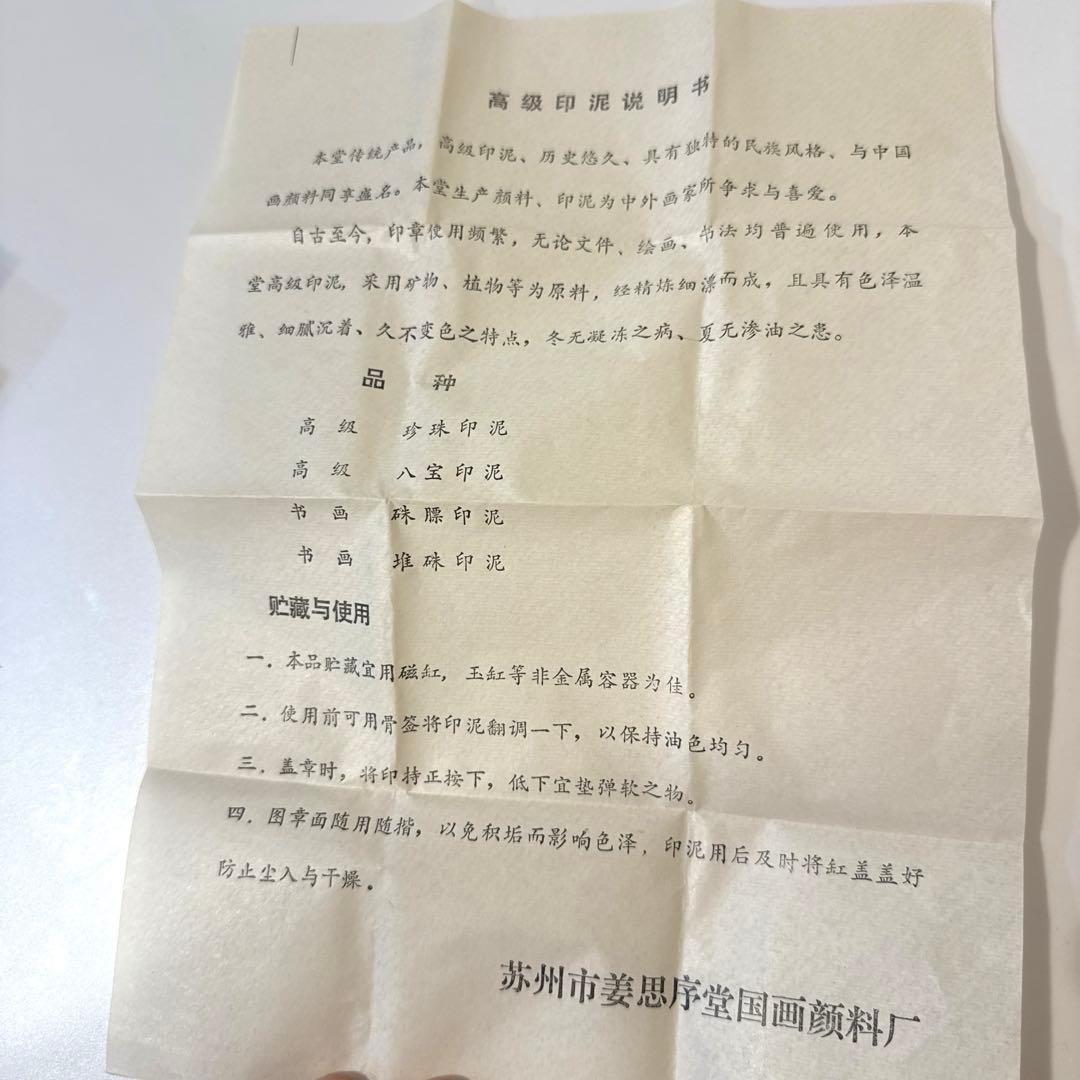 高级印泥说明书
本堂传统产品，高级印泥、历史悠久、具有独特的民族风格、与中国
画颜料同享盛名。本堂生产颜料、印泥为中外画家所争求与喜爱。
自古至今，印章使用频繁，无论文件、绘画、书法均普遍使用，本
堂高级印泥，采用矿物、植物等为原料，经精炼细漂而成，且具有色泽温
雅、细腻沉着、久不变色之特点，冬无凝冻之病、夏无渗油之患。
品 种
高 级 珍珠印泥
高 级 八宝印泥
书 画 硃膘印泥
书 画 堆硃印泥
贮藏与使用
一．本品贮藏宜用磁缸，玉缸等非金属容器为佳。
二．使用前可用骨签将印泥翻调一下，以保持油色均匀。
三．盖章时，将印持正按下，低下宜垫弹软之物。
四．图章面随用随揩，以免积垢而影响色泽，印泥用后及时将缸盖盖好
防止尘入与干燥。
苏州市姜思序堂国画颜料厂